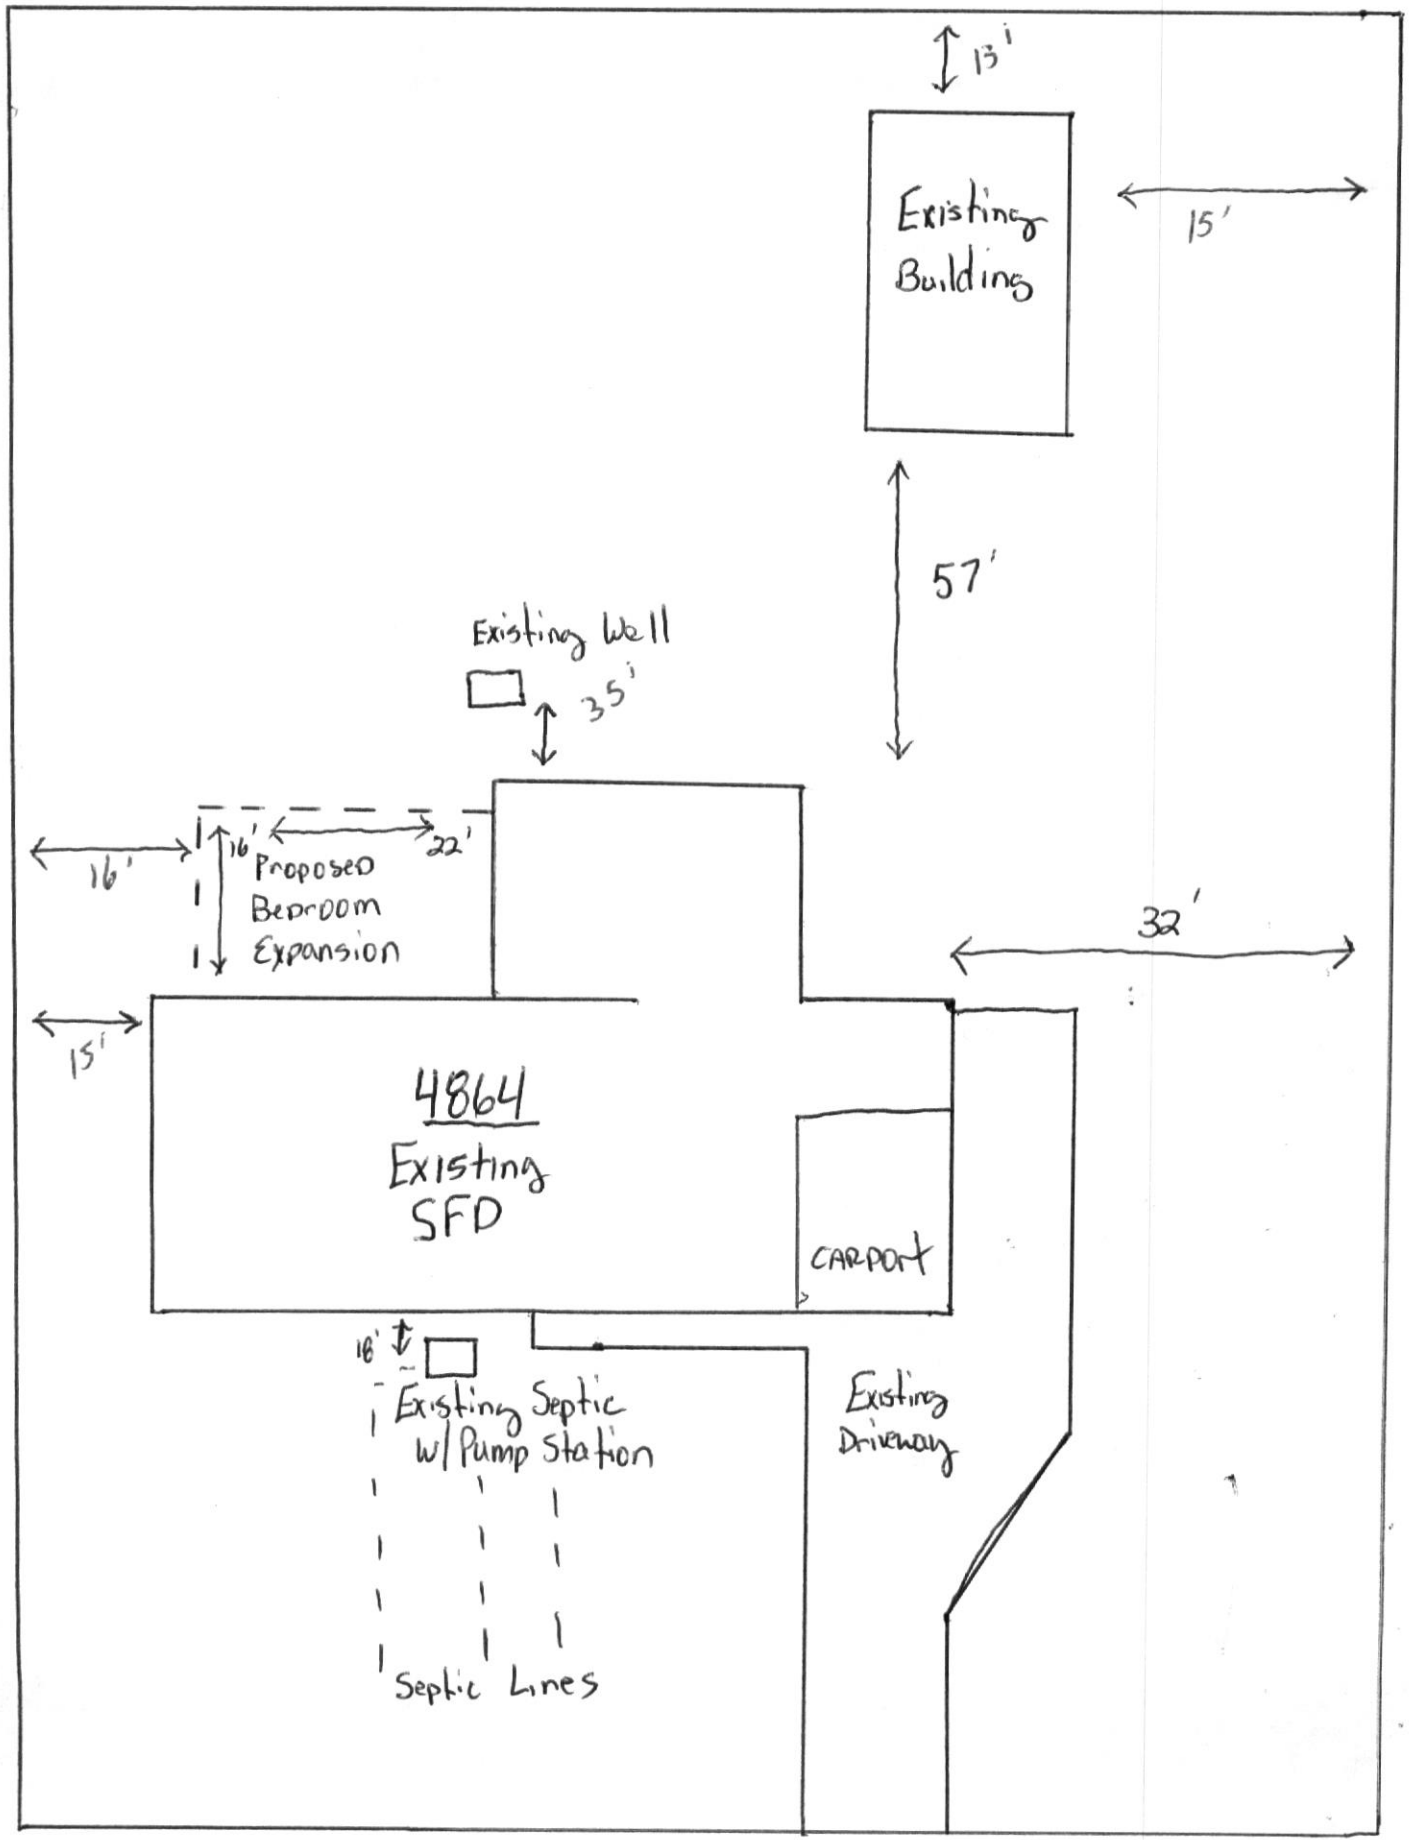 13'
Existing
Building
15'
57'
Existing Well
35'
16'
22'
16'
Proposed
Bedroom
Expansion
32'
15'
4864
Existing
SFD
CARPORT
18'
Existing Septic
w/Pump Station
Existing
Driveway
Septic Lines